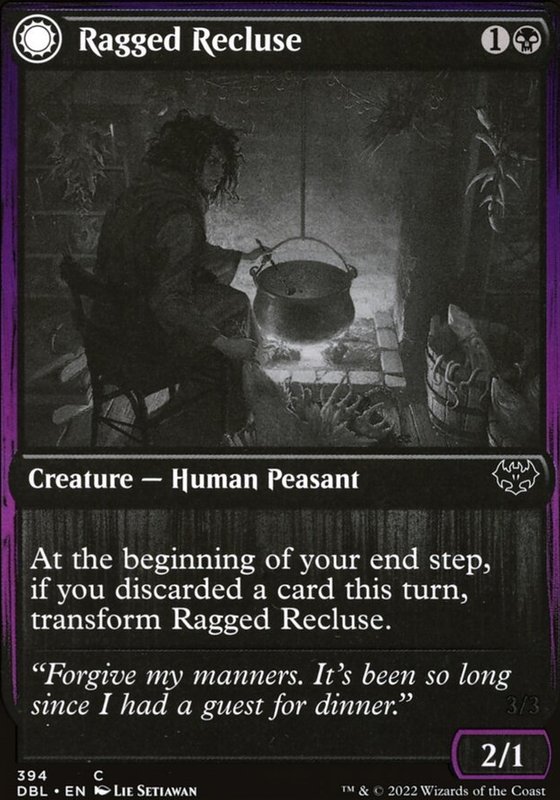 Ragged Recluse 1
Creature — Human Peasant
At the beginning of your end step,
if you discarded a card this turn,
transform Ragged Recluse.
“Forgive my manners. It’s been so long
since I had a guest for dinner.”
3/3
2/1
394 C
DBL • EN Lie Setiawan
™ & © 2022 Wizards of the Coast